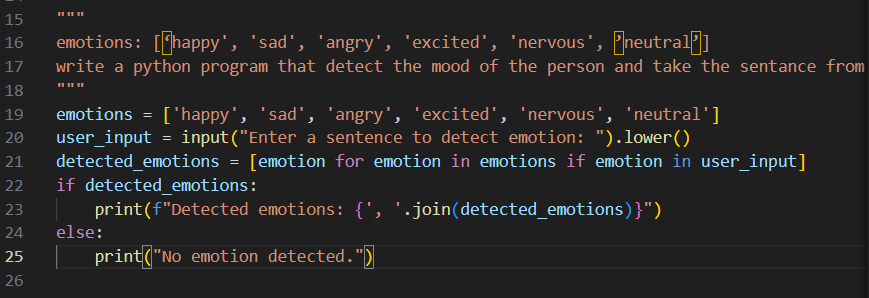 15 """
16 emotions: [‘happy', 'sad', 'angry', 'excited', 'nervous', ’neutral’]
17 write a python program that detect the mood of the person and take the sentance from
18 """
19 emotions = ['happy', 'sad', 'angry', 'excited', 'nervous', 'neutral']
20 user_input = input("Enter a sentence to detect emotion: ").lower()
21 detected_emotions = [emotion for emotion in emotions if emotion in user_input]
22 if detected_emotions:
23     print(f"Detected emotions: {', '.join(detected_emotions)}")
24 else:
25     print("No emotion detected.")
26